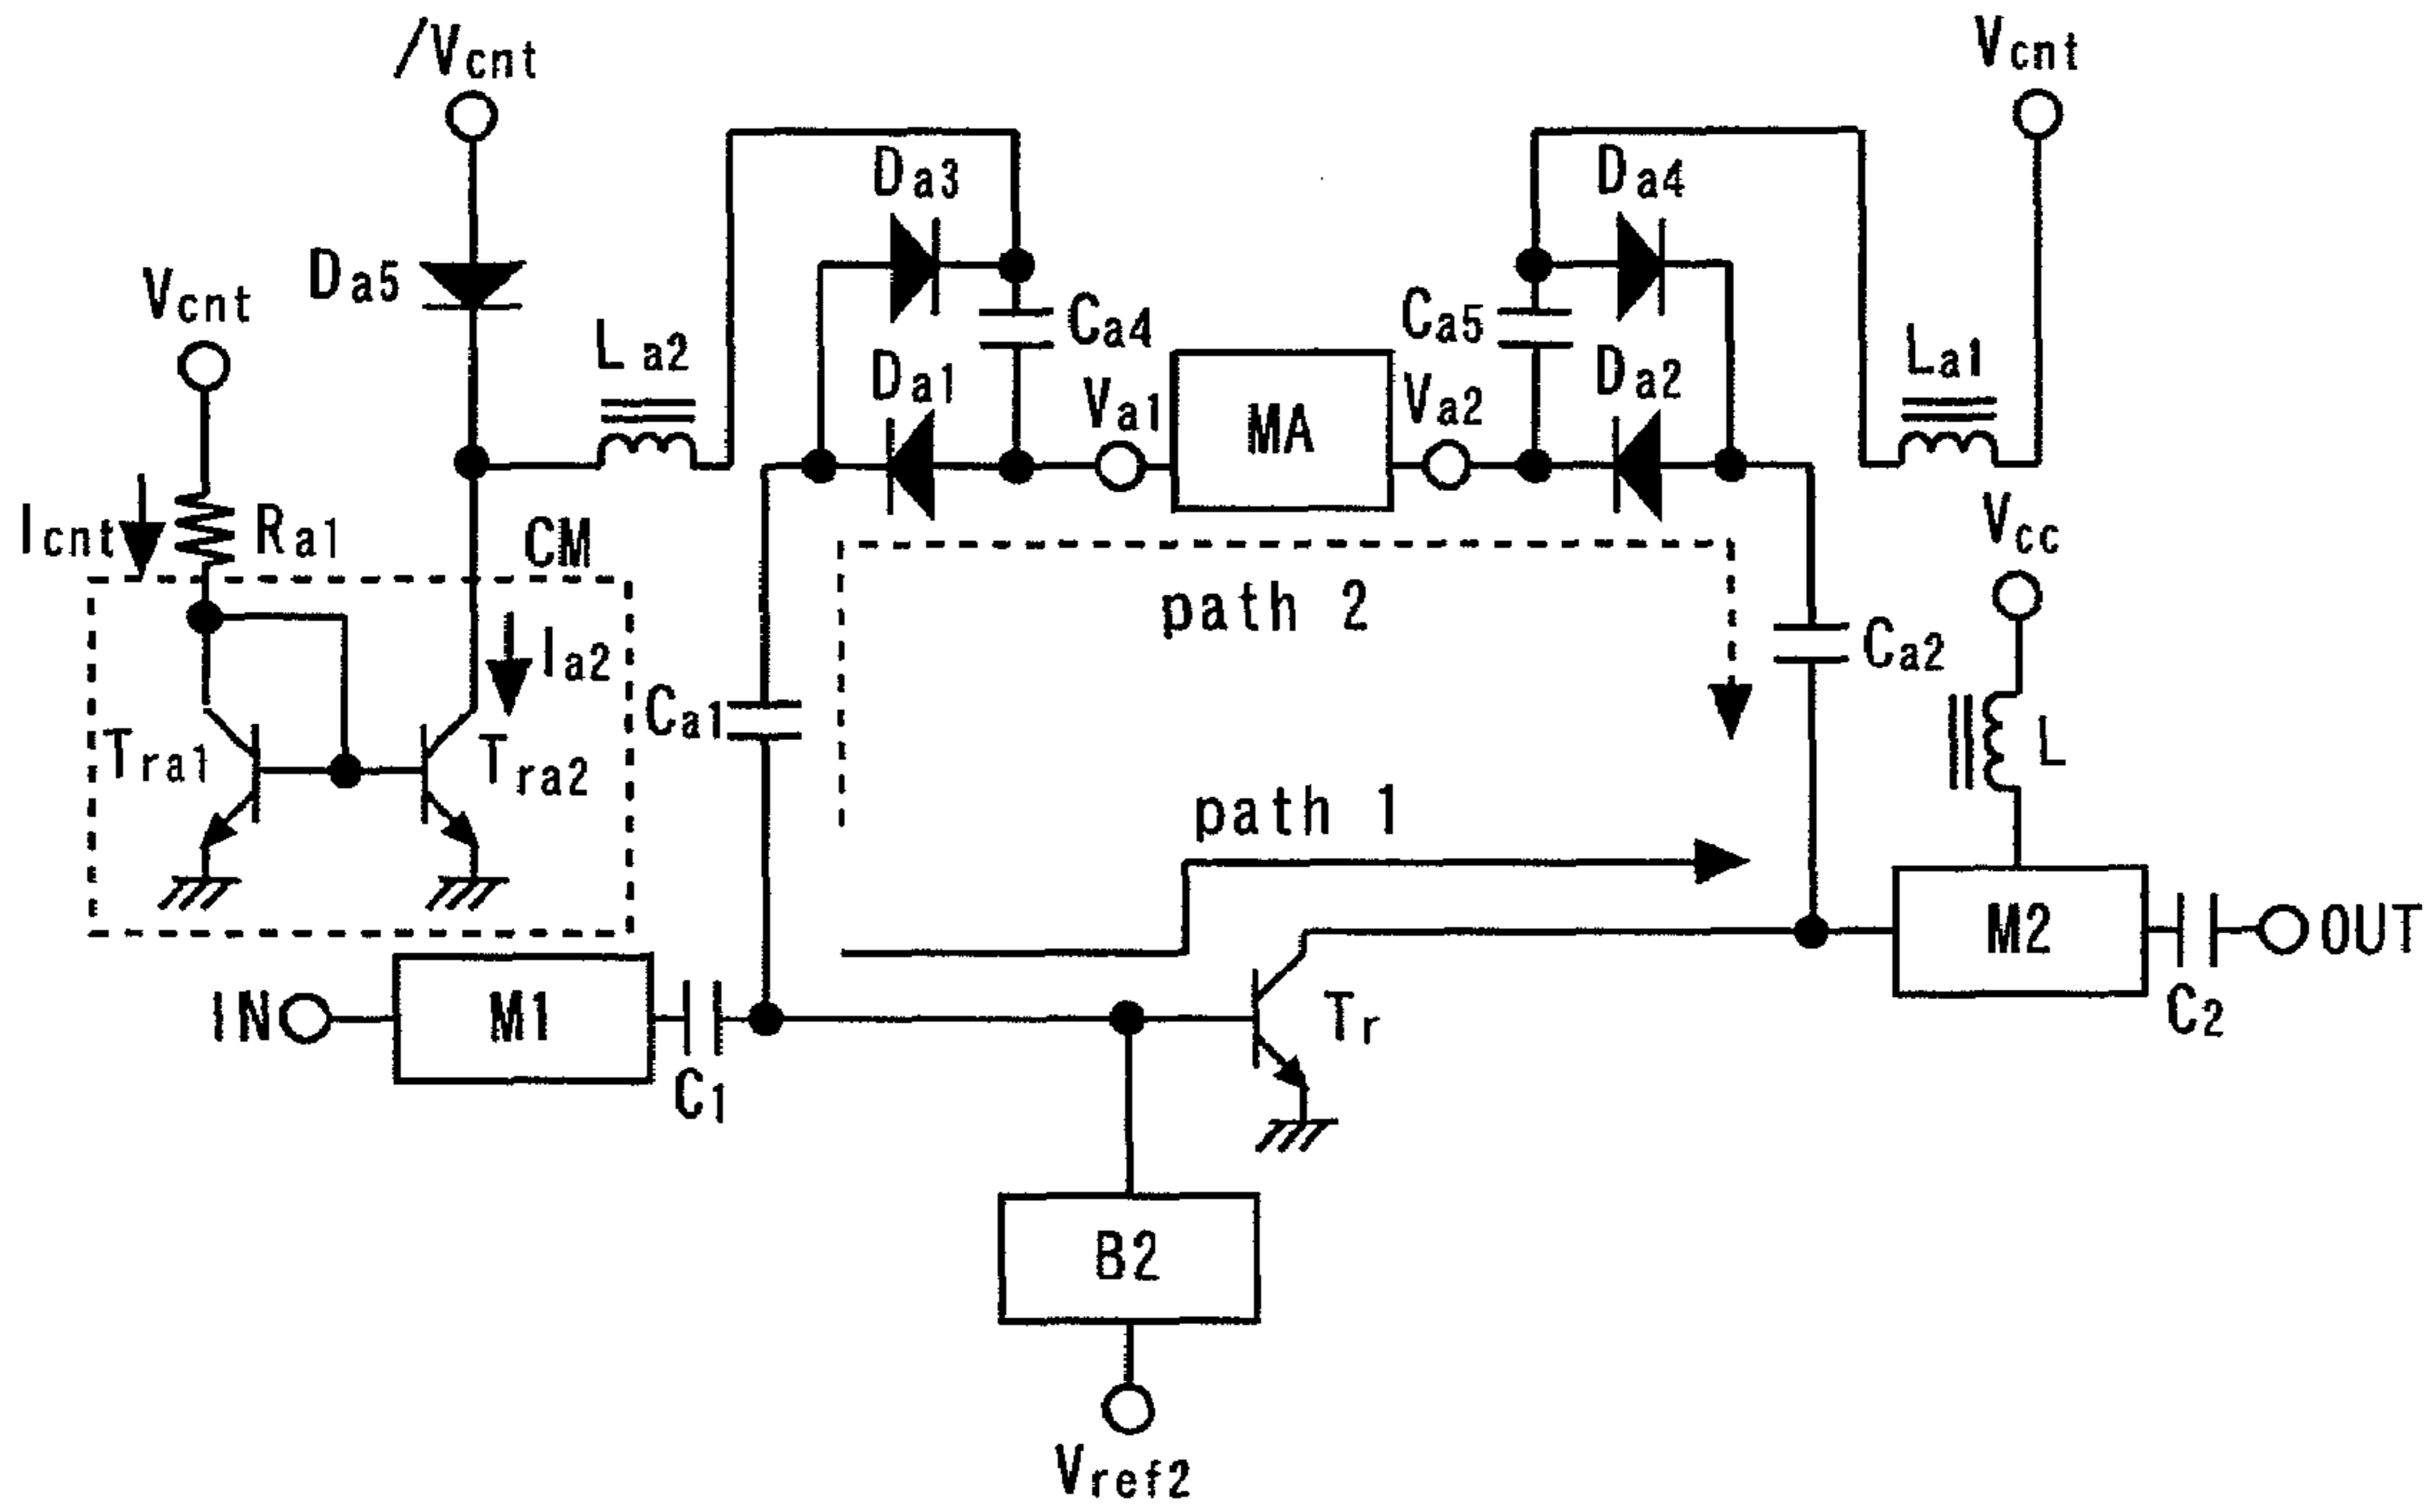 /Vcnt
Vcnt
Da3
Da4
Da5
Vcnt
La2
Ca4
Ca5
La1
Da1
Va1
MA
Va2
Da2
Vcc
Icnt
Ra1
CM
path 2
Ia2
Ca2
Ca1
L
Tra1
Tra2
path 1
M2
OUT
IN
M1
Tr
C2
C1
B2
Vref2